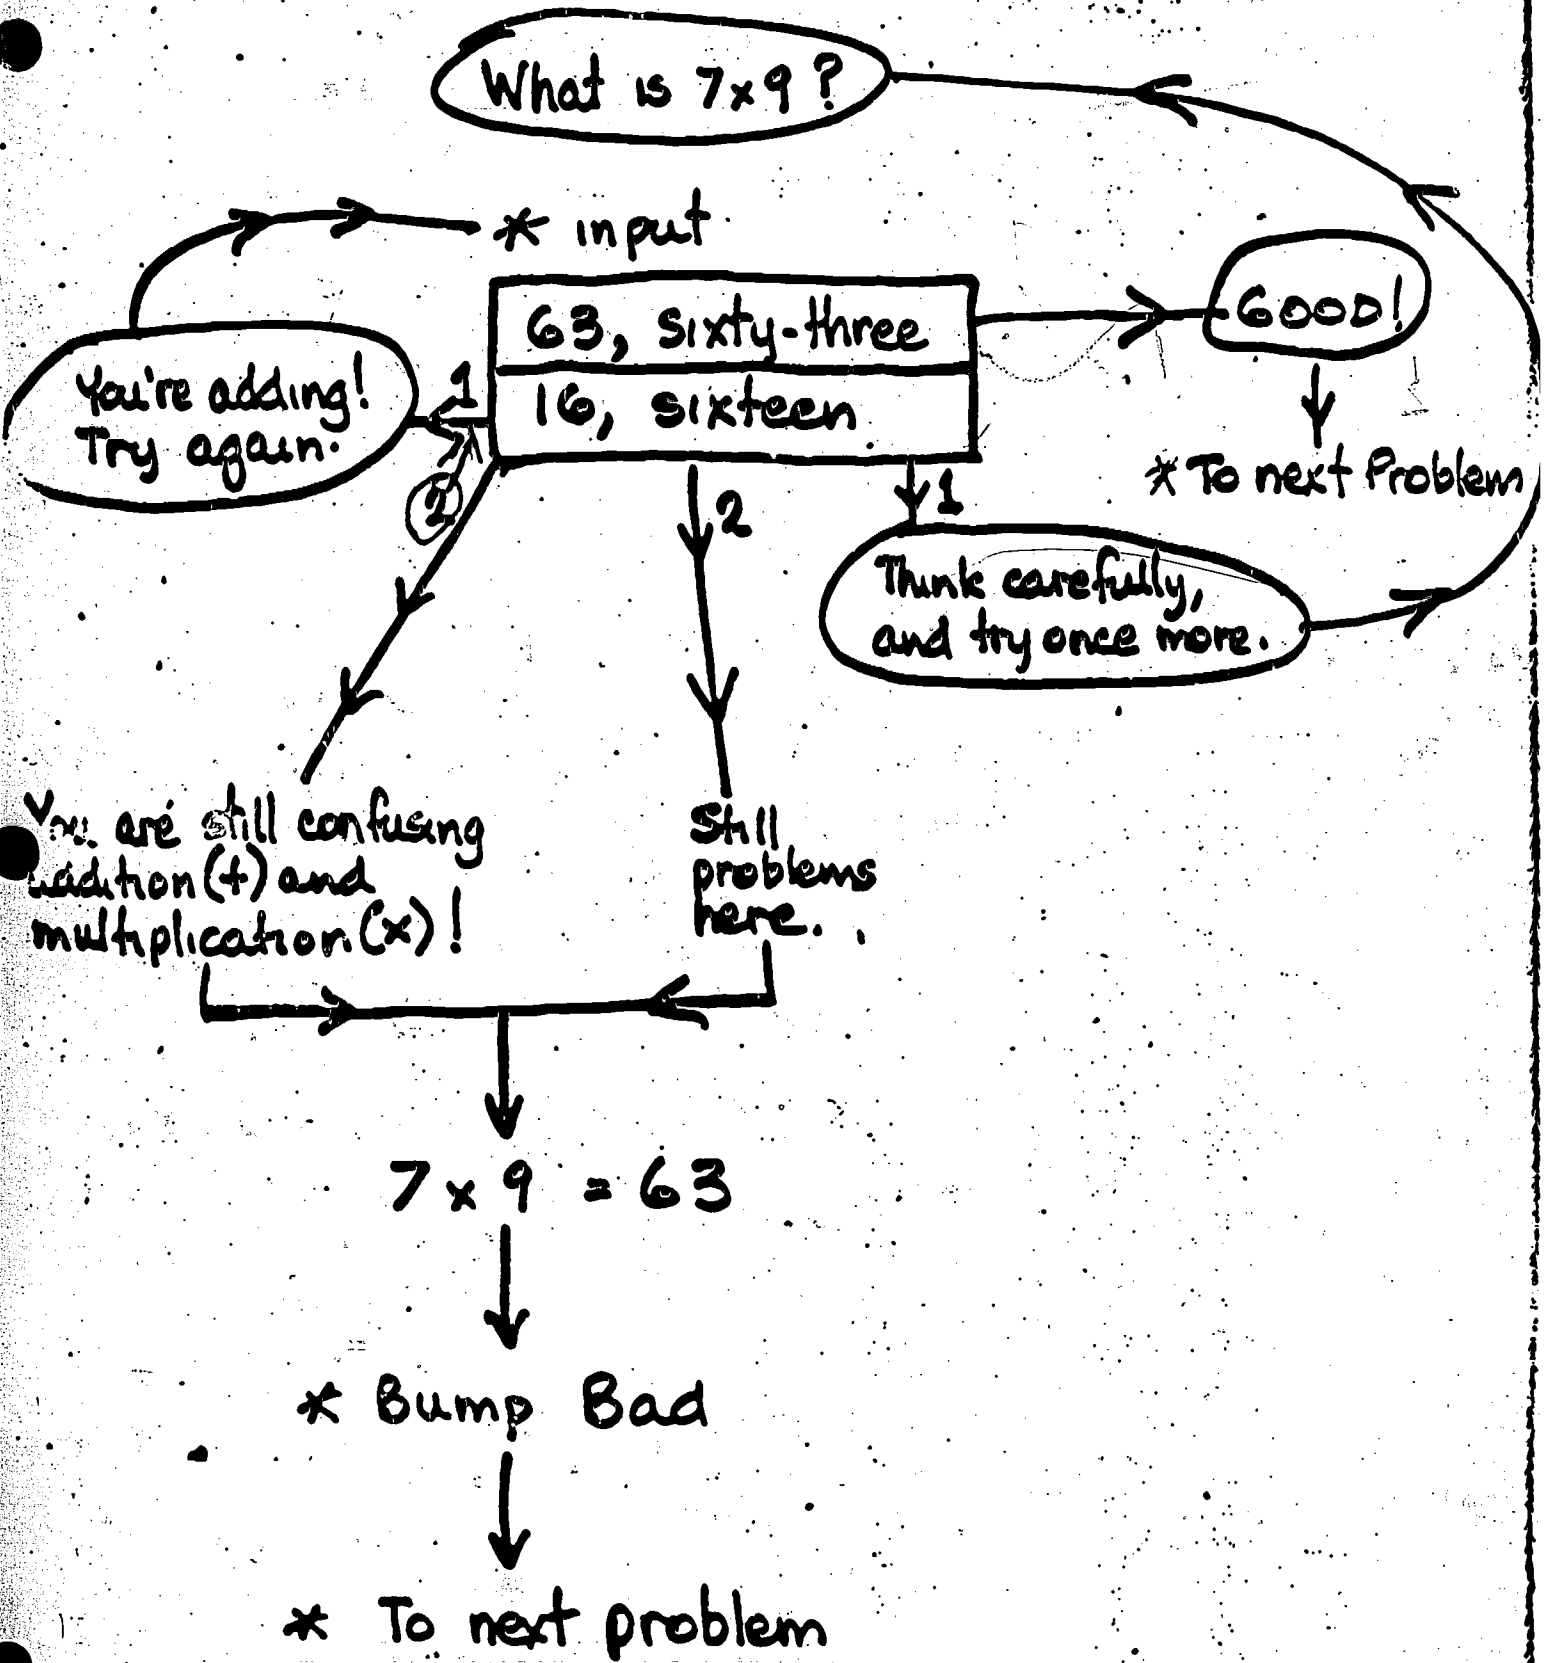 What is 7x9?
* input
63, sixty-three
16, sixteen
GOOD!
* To next Problem
You're adding!
Try again.
1
2
2
1
Think carefully,
and try once more.
You are still confusing
addition (+) and
multiplication (x)!
Still
problems
here.
7 x 9 = 63
* Bump Bad
* To next problem